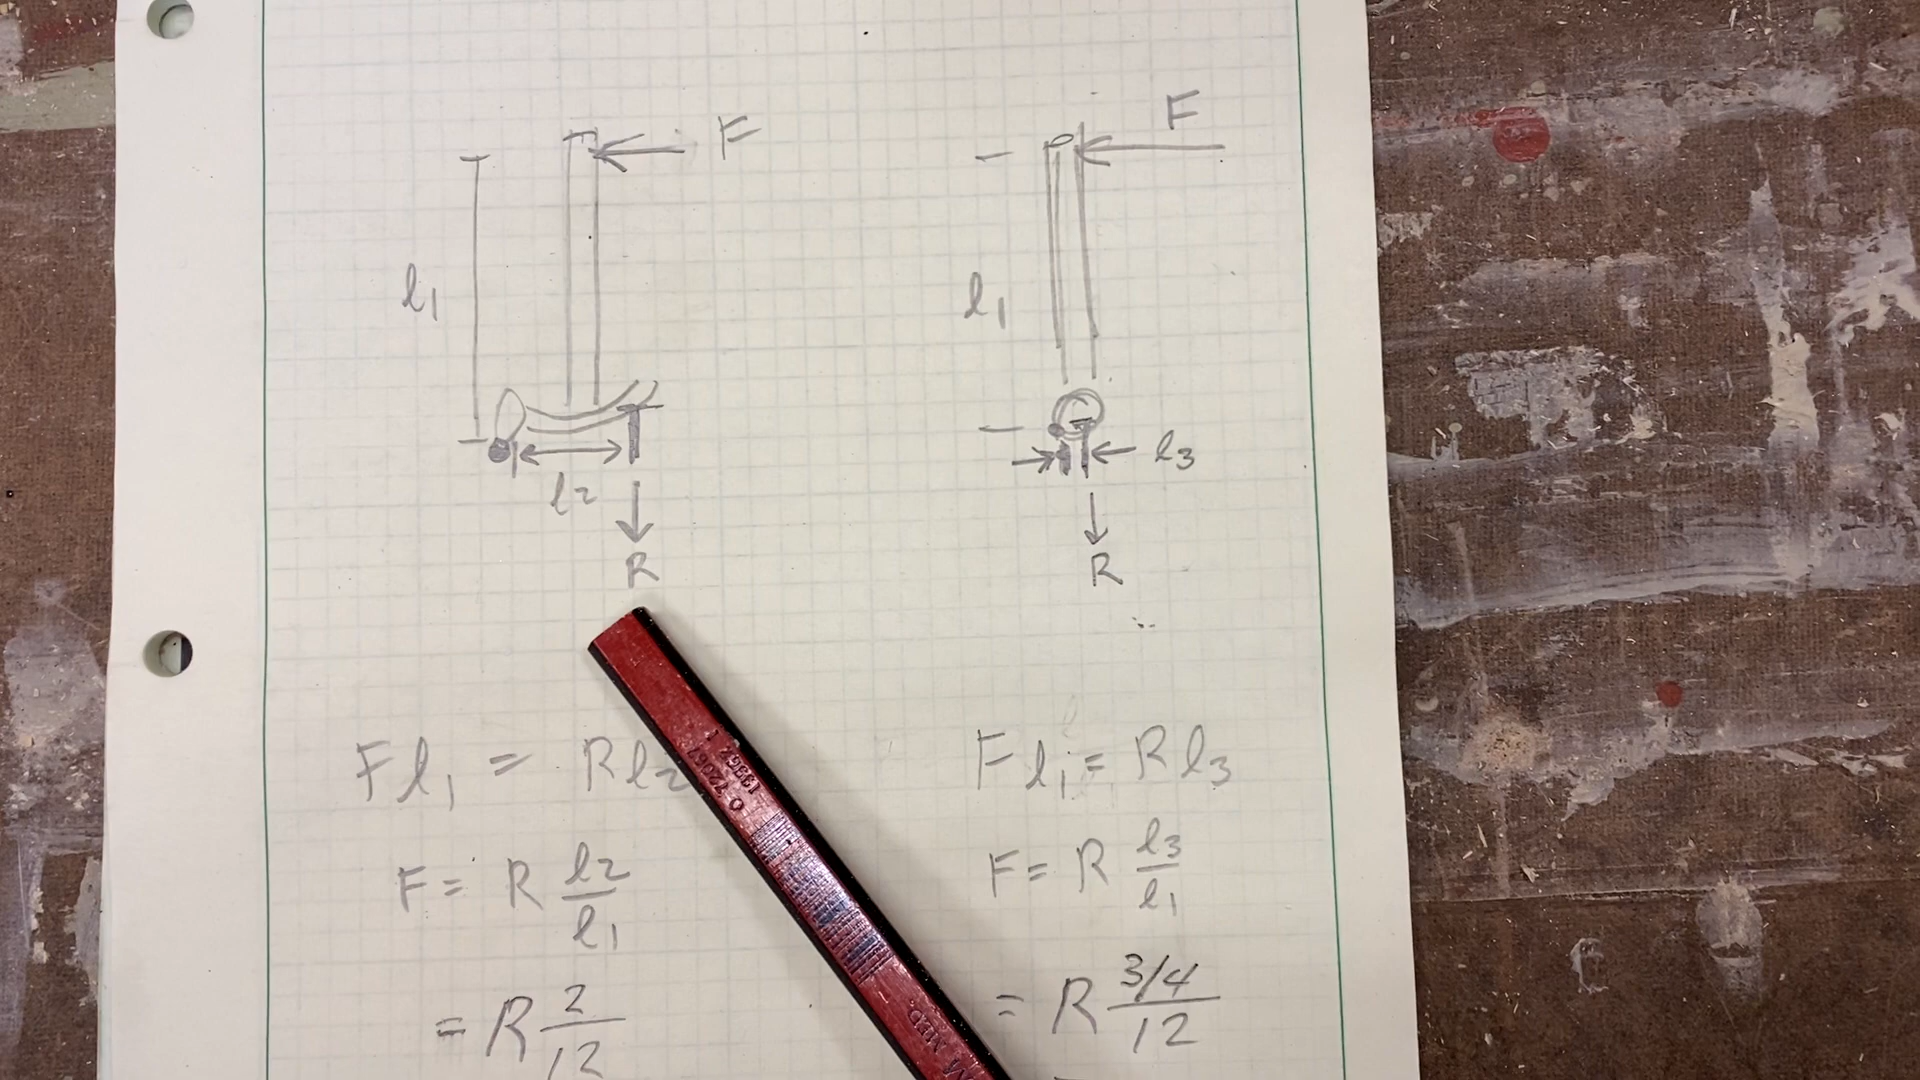 F
l1
l2
R
Fl1 = Rl2
F = R l2/l1
= R 2/12
F
l1
l3
R
Fl1 = Rl3
F = R l3/l1
= R 3/4/12